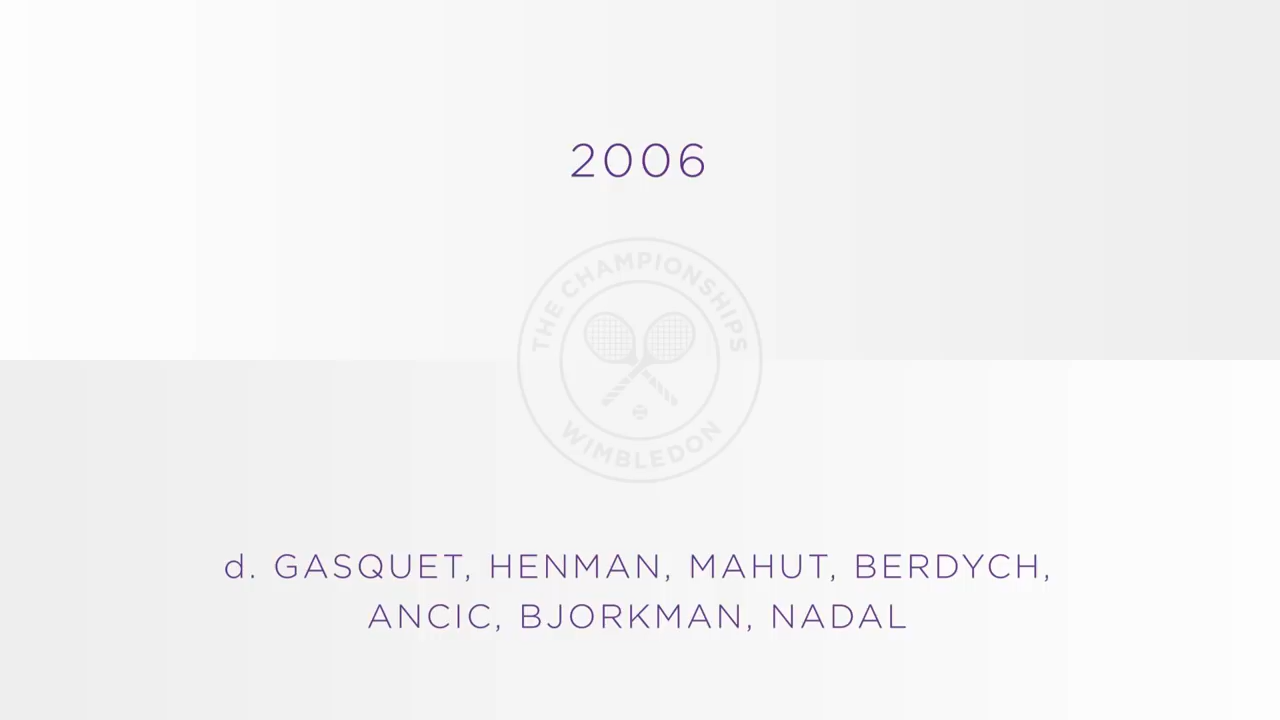 2006
THE CHAMPIONSHIPS
WIMBLEDON
d. GASQUET, HENMAN, MAHUT, BERDYCH,
ANCIC, BJORKMAN, NADAL